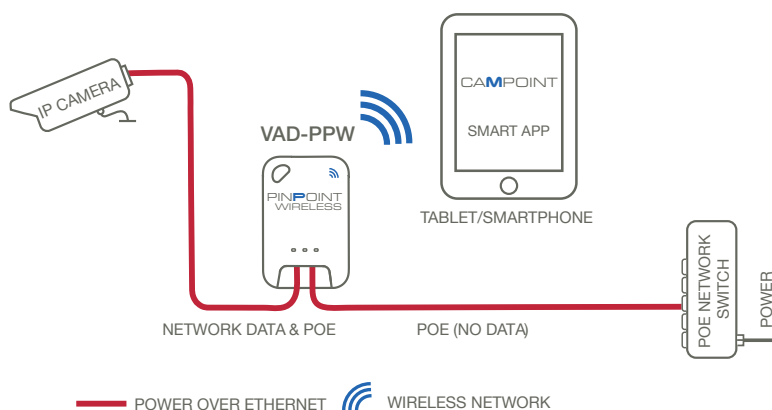 IP CAMERA
VAD-PPW
PINPOINT
WIRELESS
CAMPOINT
SMART APP
TABLET/SMARTPHONE
NETWORK DATA & POE
POE (NO DATA)
POE NETWORK
SWITCH
POWER
POWER OVER ETHERNET
WIRELESS NETWORK